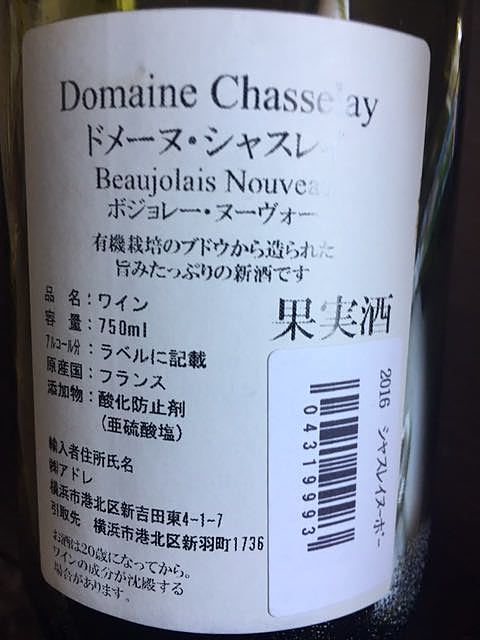 Domaine Chasselay
ドメーヌ・シャスレ
Beaujolais Nouvea
ボジョレー・ヌーヴォー
有機栽培のブドウから造られた
旨みたっぷりの新酒です
品 名：ワイン
容 量：750ml
ｱﾙｺｰﾙ分：ラベルに記載
原産国：フランス
添加物：酸化防止剤
(亜硫酸塩)
果実酒
輸入者住所氏名
㈱アドレ
横浜市港北区新吉田東4-1-7
引取先 横浜市港北区新羽町1736
お酒は20歳になってから。
ワインの成分が沈殿する
場合があります。
2016 シャスレイヌーボー
04319993